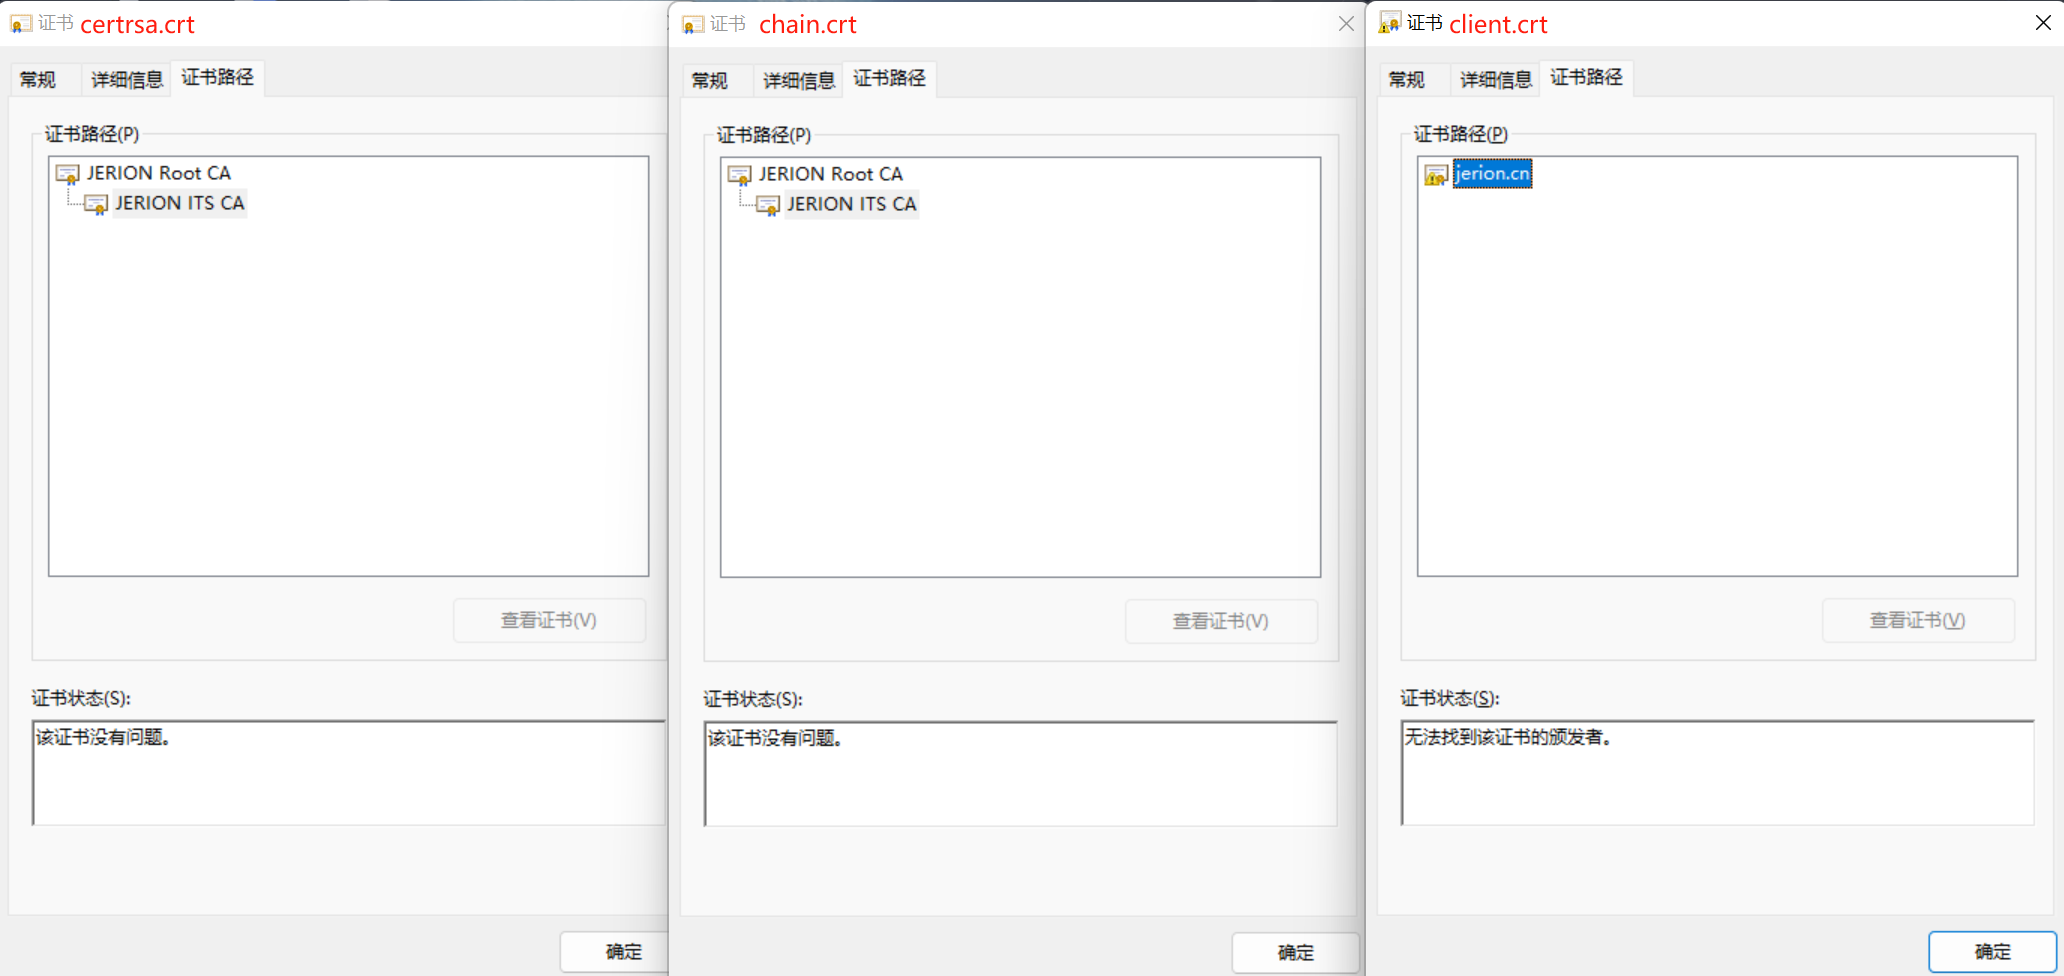 证书 certrsa.crt
常规 详细信息 证书路径
证书路径(P)
JERION Root CA
JERION ITS CA
查看证书(V)
证书状态(S):
该证书没有问题。
确定
证书 chain.crt
常规 详细信息 证书路径
证书路径(P)
JERION Root CA
JERION ITS CA
查看证书(V)
证书状态(S):
该证书没有问题。
确定
证书 client.crt
常规 详细信息 证书路径
证书路径(P)
jerion.cn
查看证书(V)
证书状态(S):
无法找到该证书的颁发者。
确定